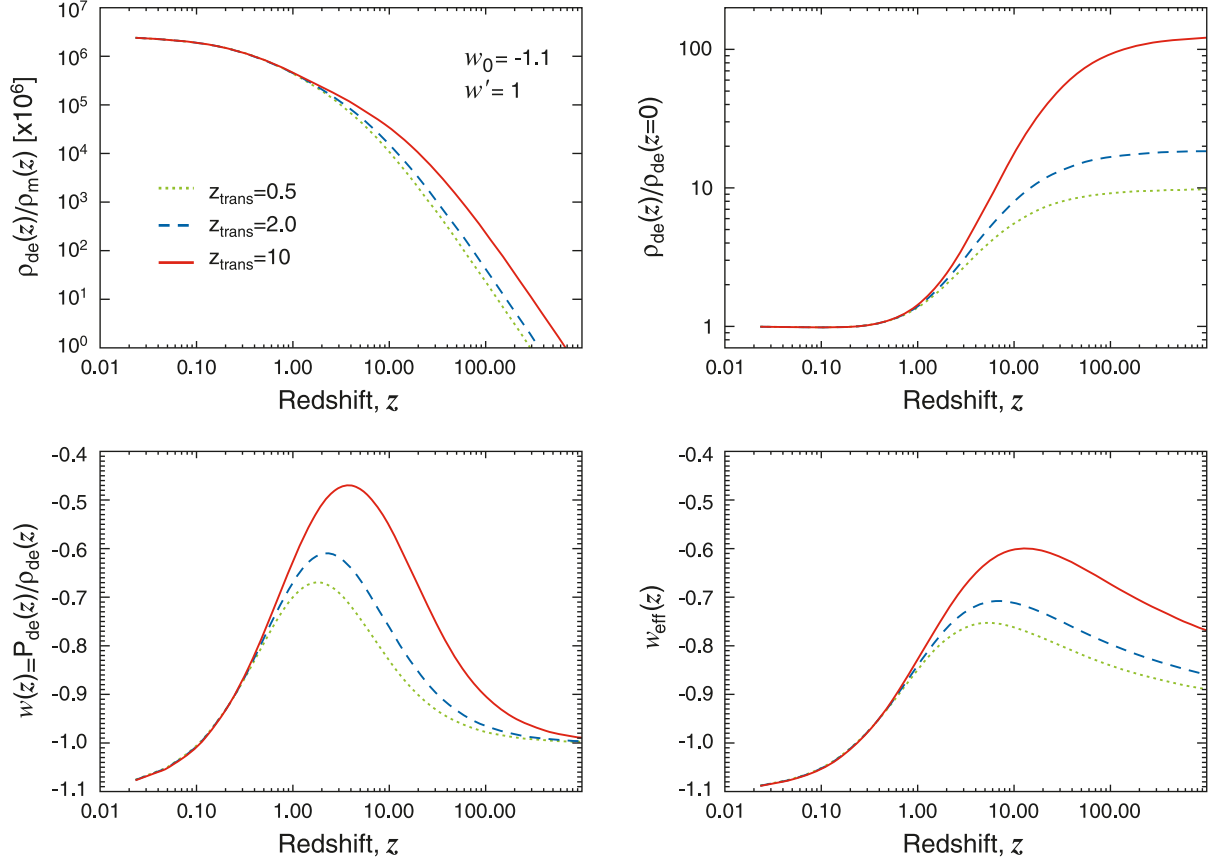 10⁷
10⁶
10⁵
10⁴
10³
10²
10¹
10⁰
ρde(z)/ρm(z) [x10⁶]
w0 = -1.1
w′ = 1
ztrans=0.5
ztrans=2.0
ztrans=10
0.01 0.10 1.00 10.00 100.00
Redshift, z
100
10
1
ρde(z)/ρde(z=0)
0.01 0.10 1.00 10.00 100.00
Redshift, z
-0.4
-0.5
-0.6
-0.7
-0.8
-0.9
-1.0
-1.1
w(z)=Pde(z)/ρde(z)
0.01 0.10 1.00 10.00 100.00
Redshift, z
-0.4
-0.5
-0.6
-0.7
-0.8
-0.9
-1.0
-1.1
weff(z)
0.01 0.10 1.00 10.00 100.00
Redshift, z